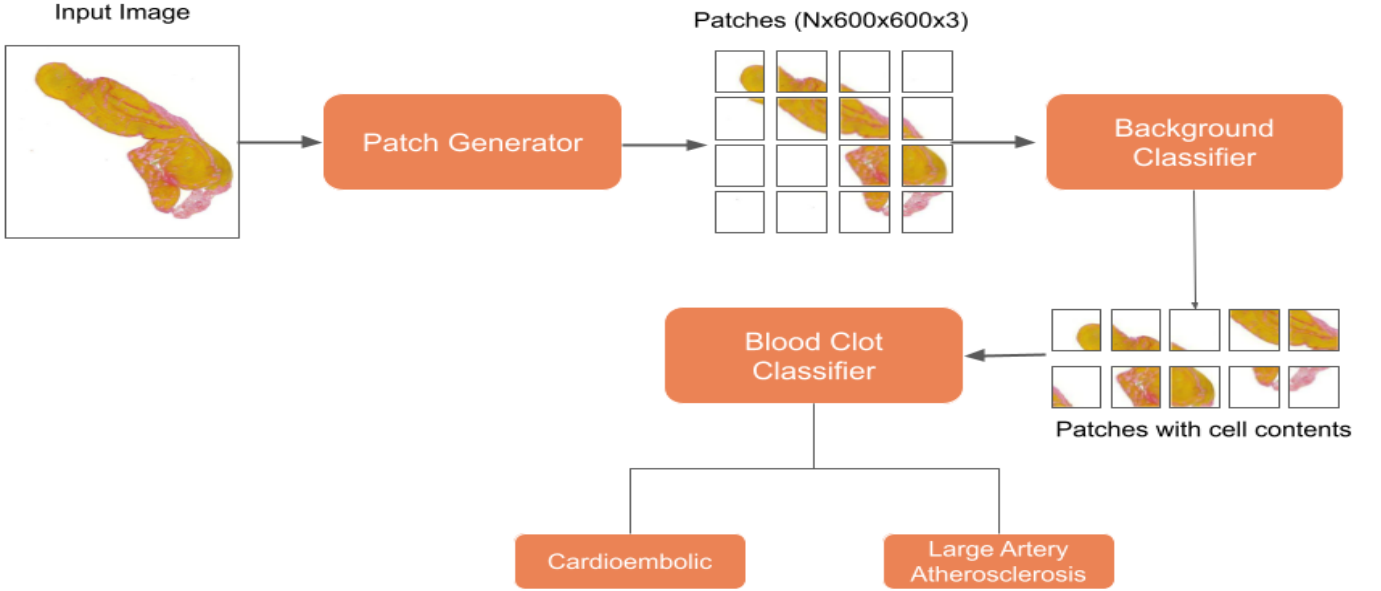 Input Image
Patches (Nx600x600x3)
Patch Generator
Background
Classifier
Blood Clot
Classifier
Patches with cell contents
Cardioembolic
Large Artery
Atherosclerosis